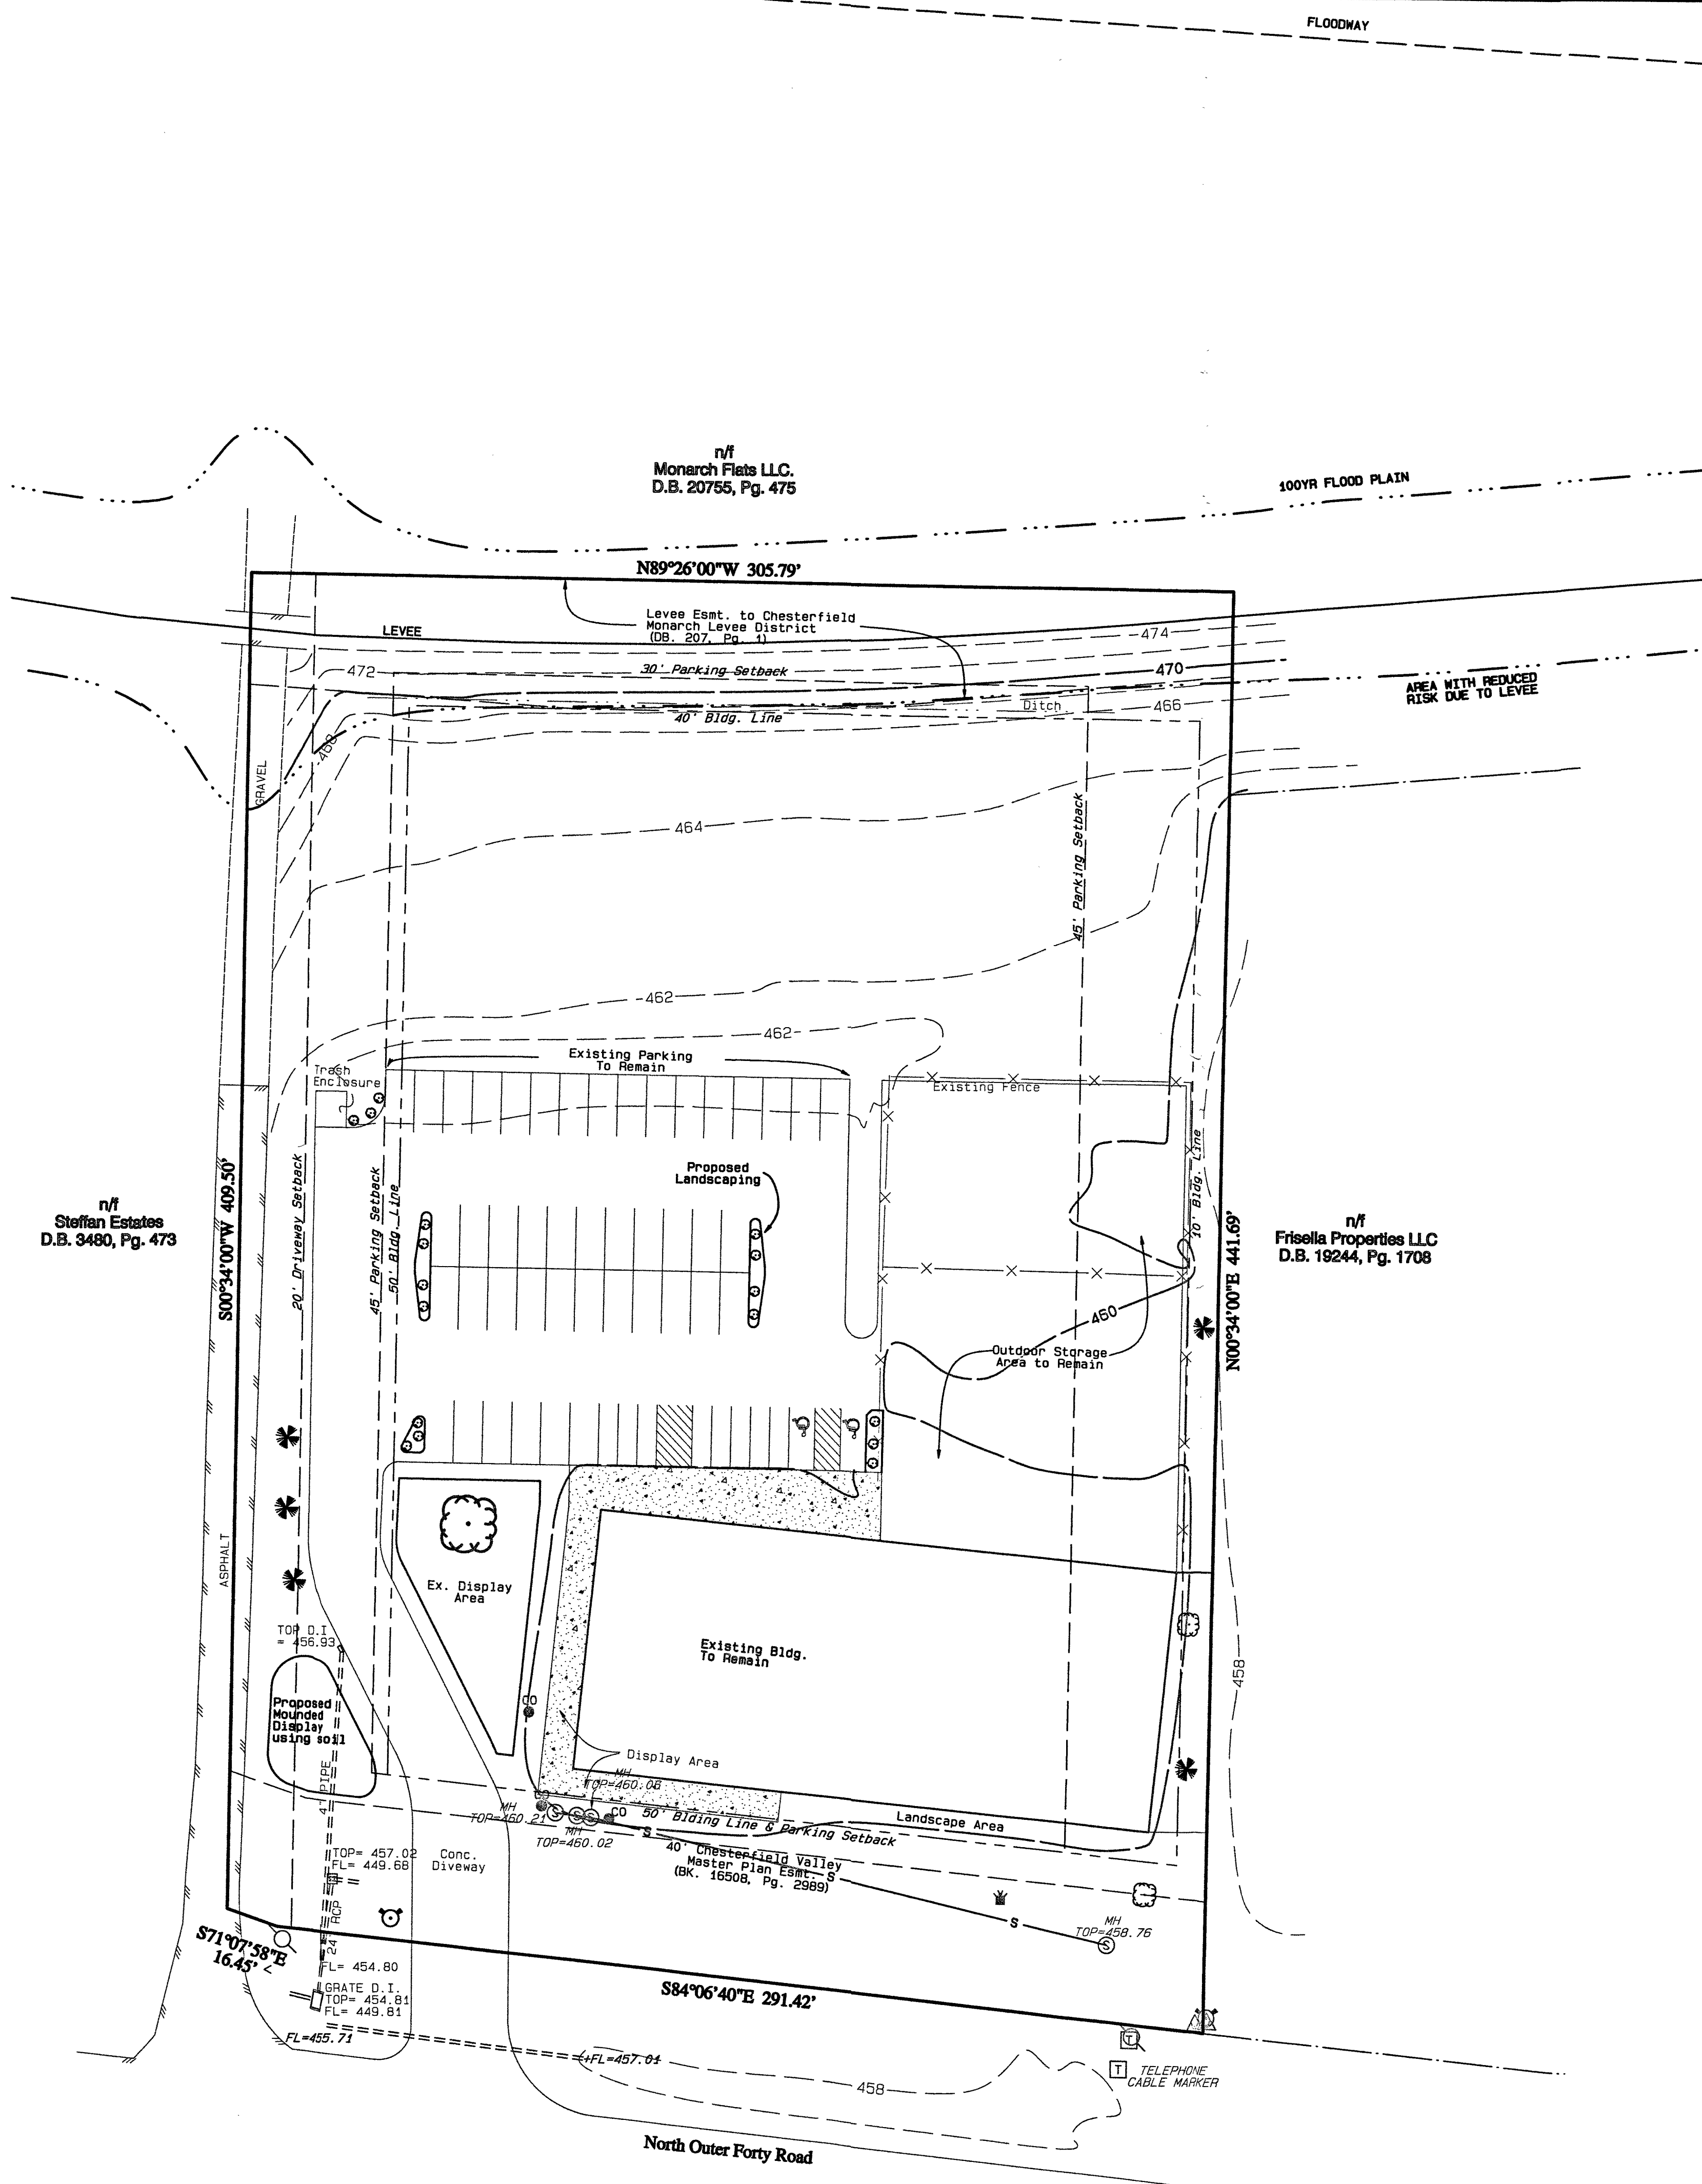 FLOODWAY
n/f
Monarch Flats LLC.
D.B. 20755, Pg. 475
100YR FLOOD PLAIN
N89°26'00"W 305.79'
Levee Esmt. to Chesterfield
Monarch Levee District
(DB. 207, Pg. 1)
LEVEE
474
472
30' Parking Setback
470
AREA WITH REDUCED
RISK DUE TO LEVEE
Ditch
466
40' Bldg. Line
468
GRAVEL
464
45' Parking Setback
462
462
Existing Parking
To Remain
Trash
Enclosure
Existing Fence
Proposed
Landscaping
10' Bldg. Line
20' Driveway Setback
45' Parking Setback
50' Bldg. Line
S00°34'00"W 409.50'
n/f
Steffan Estates
D.B. 3480, Pg. 473
n/f
Frisella Properties LLC
D.B. 19244, Pg. 1708
N00°34'00"E 441.69'
460
Outdoor Storage
Area to Remain
ASPHALT
Ex. Display
Area
TOP D.I
= 456.93
Existing Bldg.
To Remain
458
Proposed
Mounded
Display
using soil
CO
Display Area
4" PIPE
MH
TOP=460.06
CO
MH
TOP=460.21
CO
MH
TOP=460.02
50' Blding Line & Parking Setback
Landscape Area
S
S
S
S
40' Chesterfield Valley
Master Plan Esmt.
(BK. 16508, Pg. 2989)
S
S
TOP= 457.02
FL= 449.68
Conc.
Diveway
24" RCP
MH
TOP=458.76
S
S71°07'58"E
16.45'
FL= 454.80
GRATE D.I.
TOP= 454.81
FL= 449.81
S84°06'40"E 291.42'
FL=455.71
FL=457.01
T
T TELEPHONE
CABLE MARKER
458
North Outer Forty Road